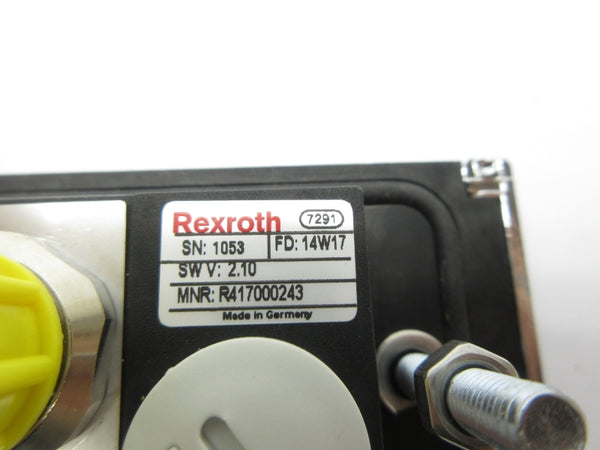 Rexroth 7291
SN: 1053 FD: 14W17
SW V: 2.10
MNR: R417000243
Made in Germany